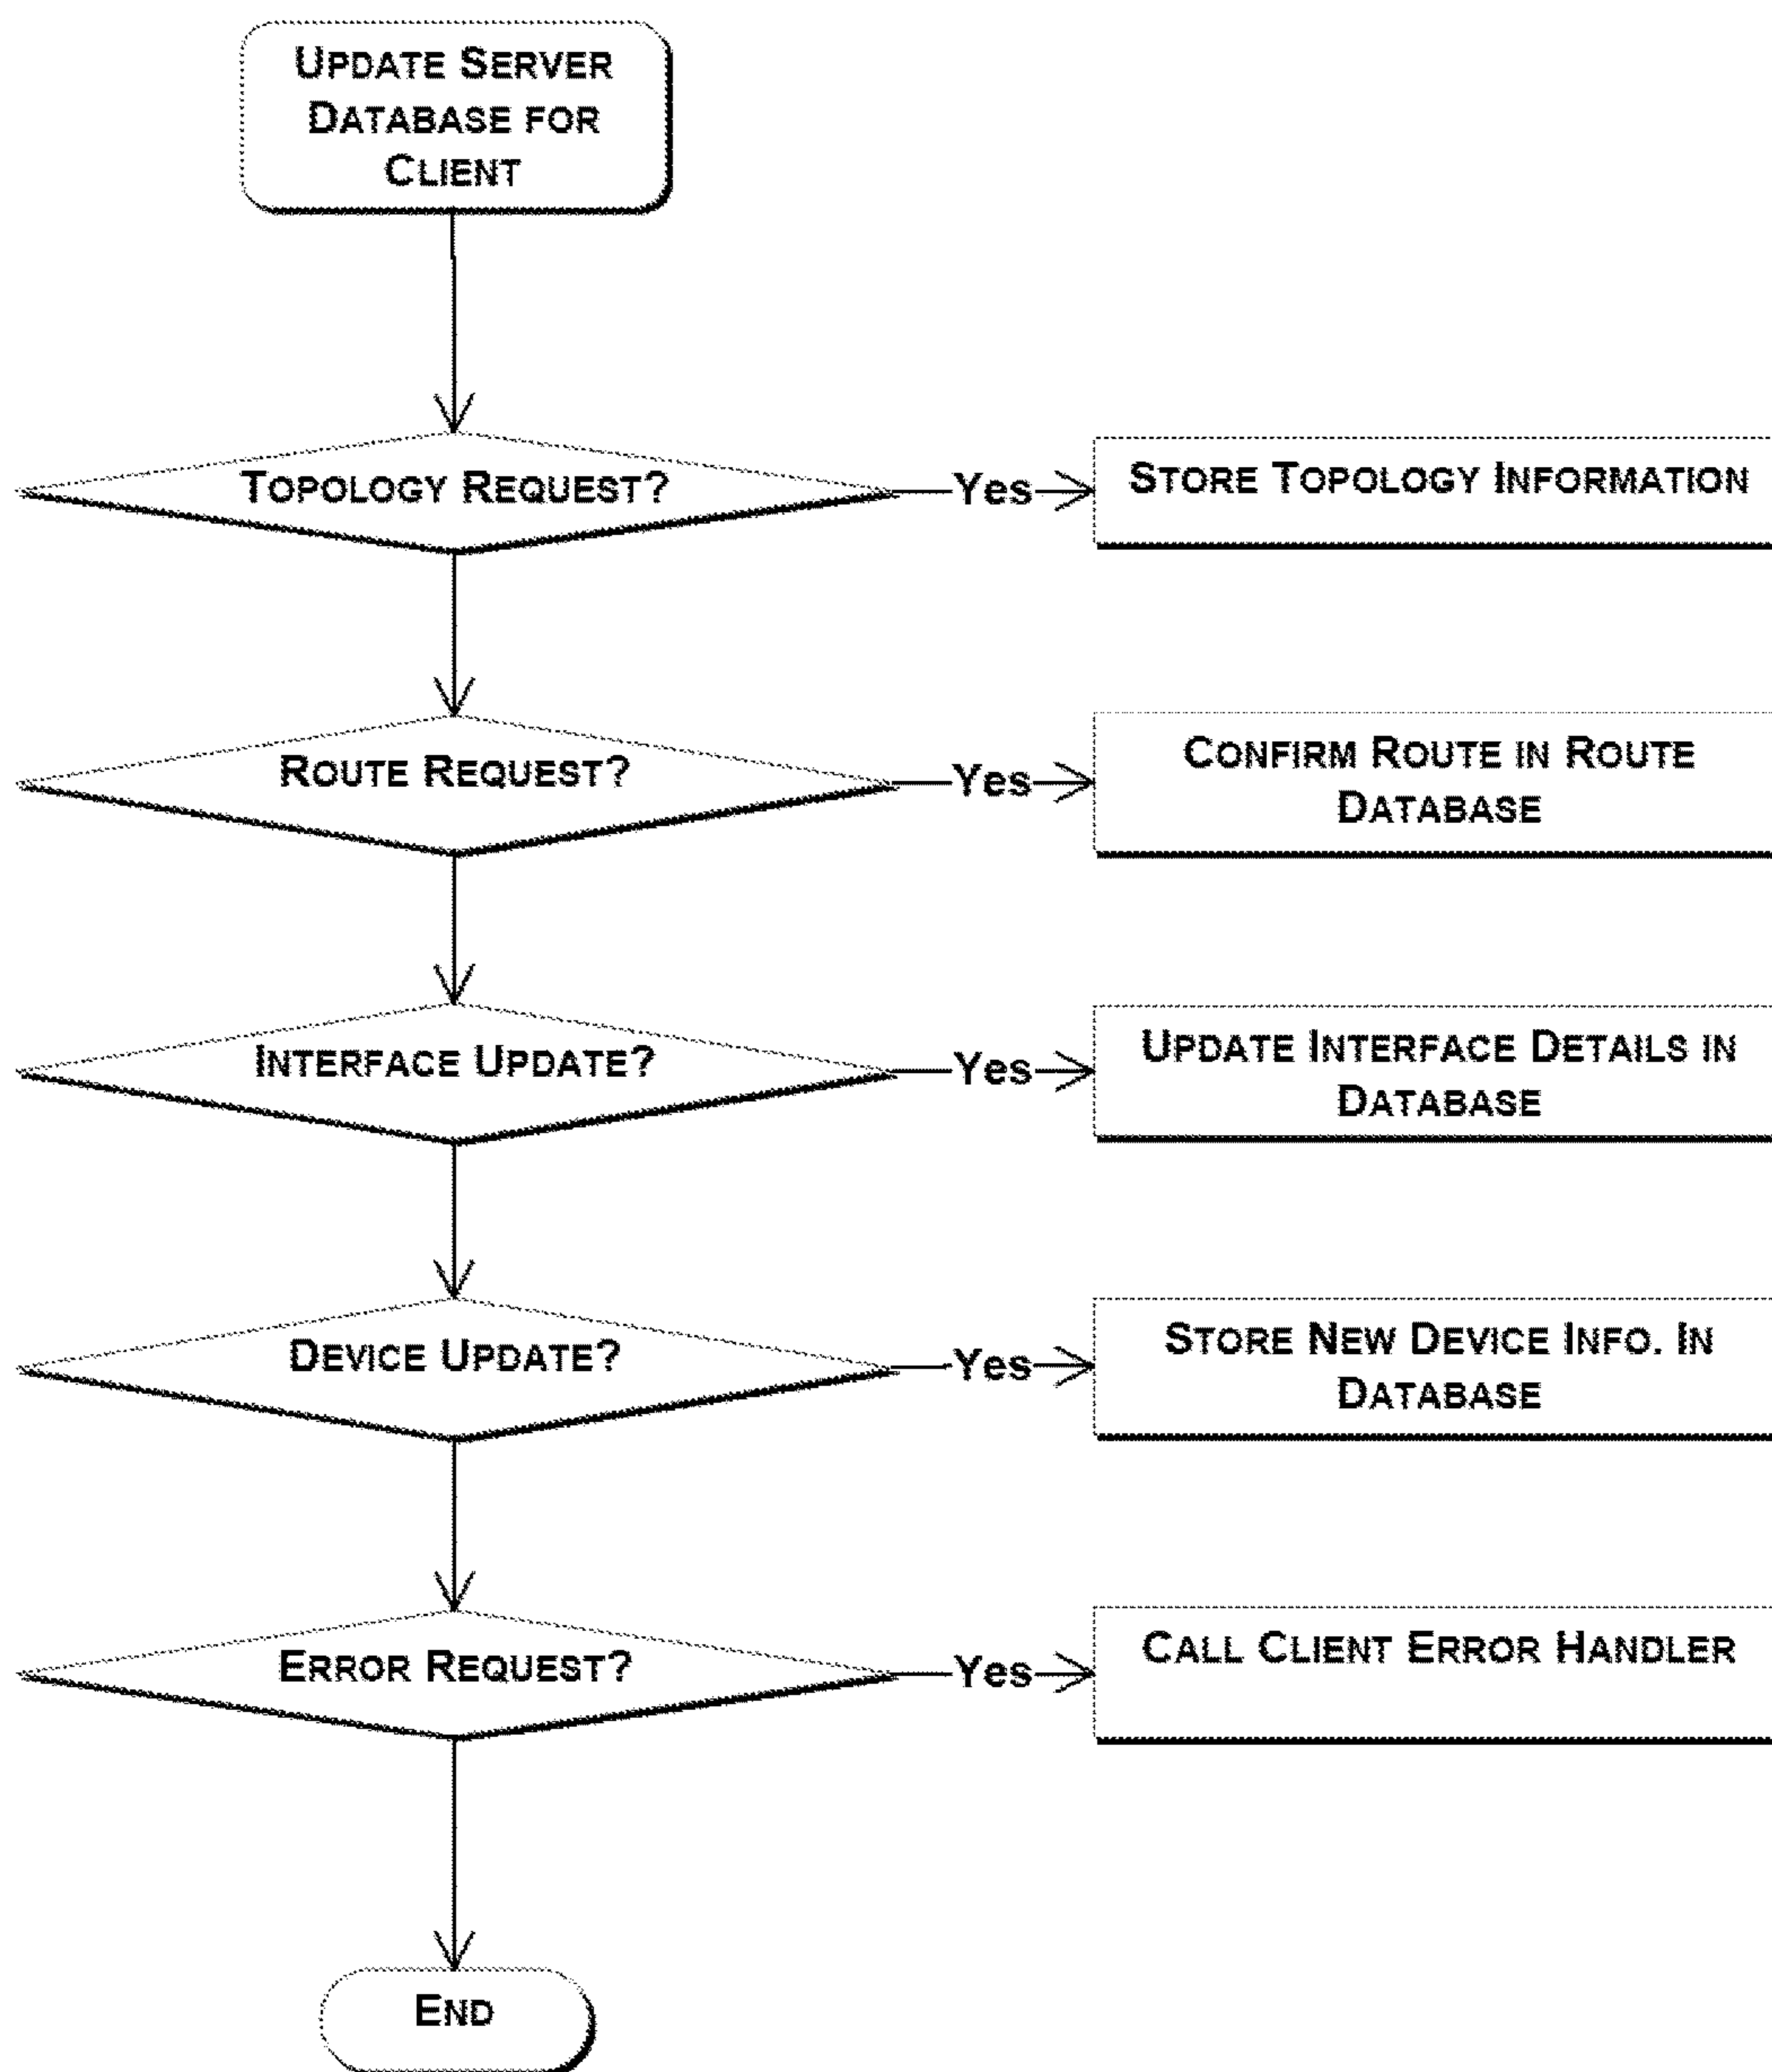 UPDATE SERVER
DATABASE FOR
CLIENT
TOPOLOGY REQUEST?
Yes
STORE TOPOLOGY INFORMATION
ROUTE REQUEST?
Yes
CONFIRM ROUTE IN ROUTE
DATABASE
INTERFACE UPDATE?
Yes
UPDATE INTERFACE DETAILS IN
DATABASE
DEVICE UPDATE?
Yes
STORE NEW DEVICE INFO. IN
DATABASE
ERROR REQUEST?
Yes
CALL CLIENT ERROR HANDLER
END